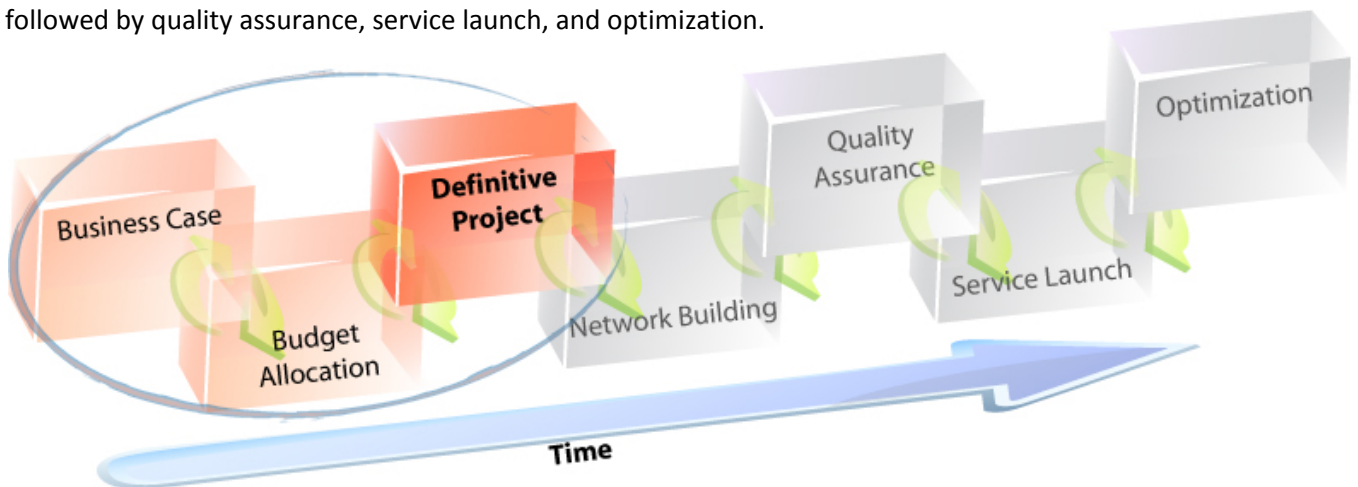 followed by quality assurance, service launch, and optimization.
Business Case
Budget
Allocation
Definitive
Project
Network Building
Quality
Assurance
Service Launch
Optimization
Time